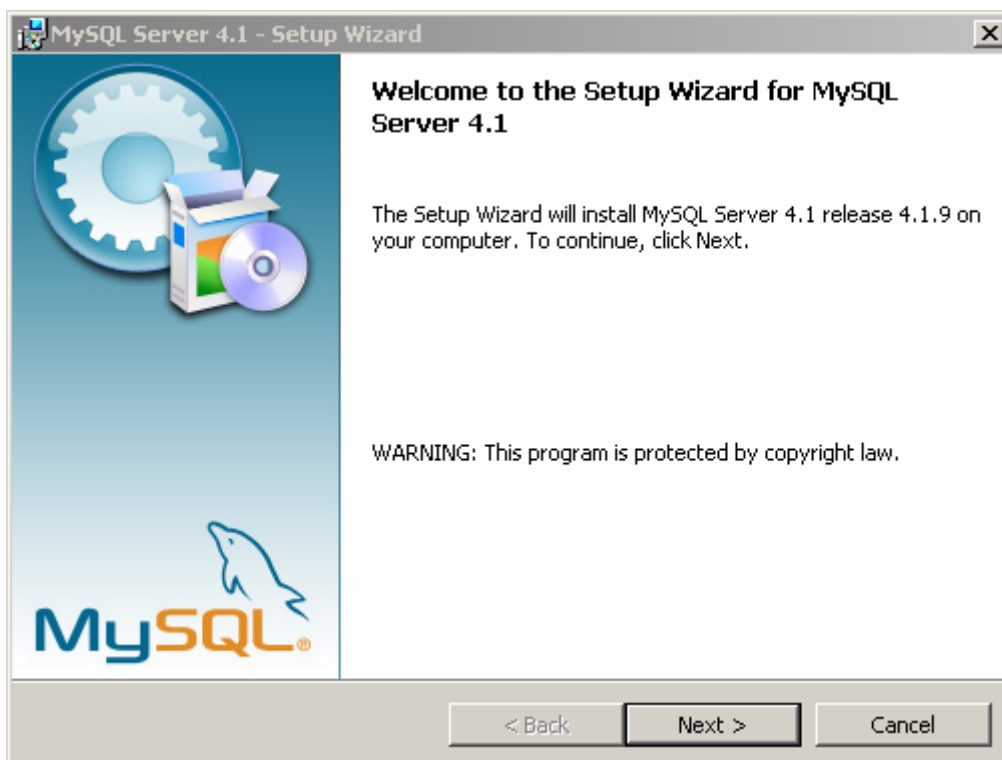 MySQL Server 4.1 - Setup Wizard
Welcome to the Setup Wizard for MySQL
Server 4.1
The Setup Wizard will install MySQL Server 4.1 release 4.1.9 on
your computer. To continue, click Next.
WARNING: This program is protected by copyright law.
MySQL®
< Back
Next >
Cancel